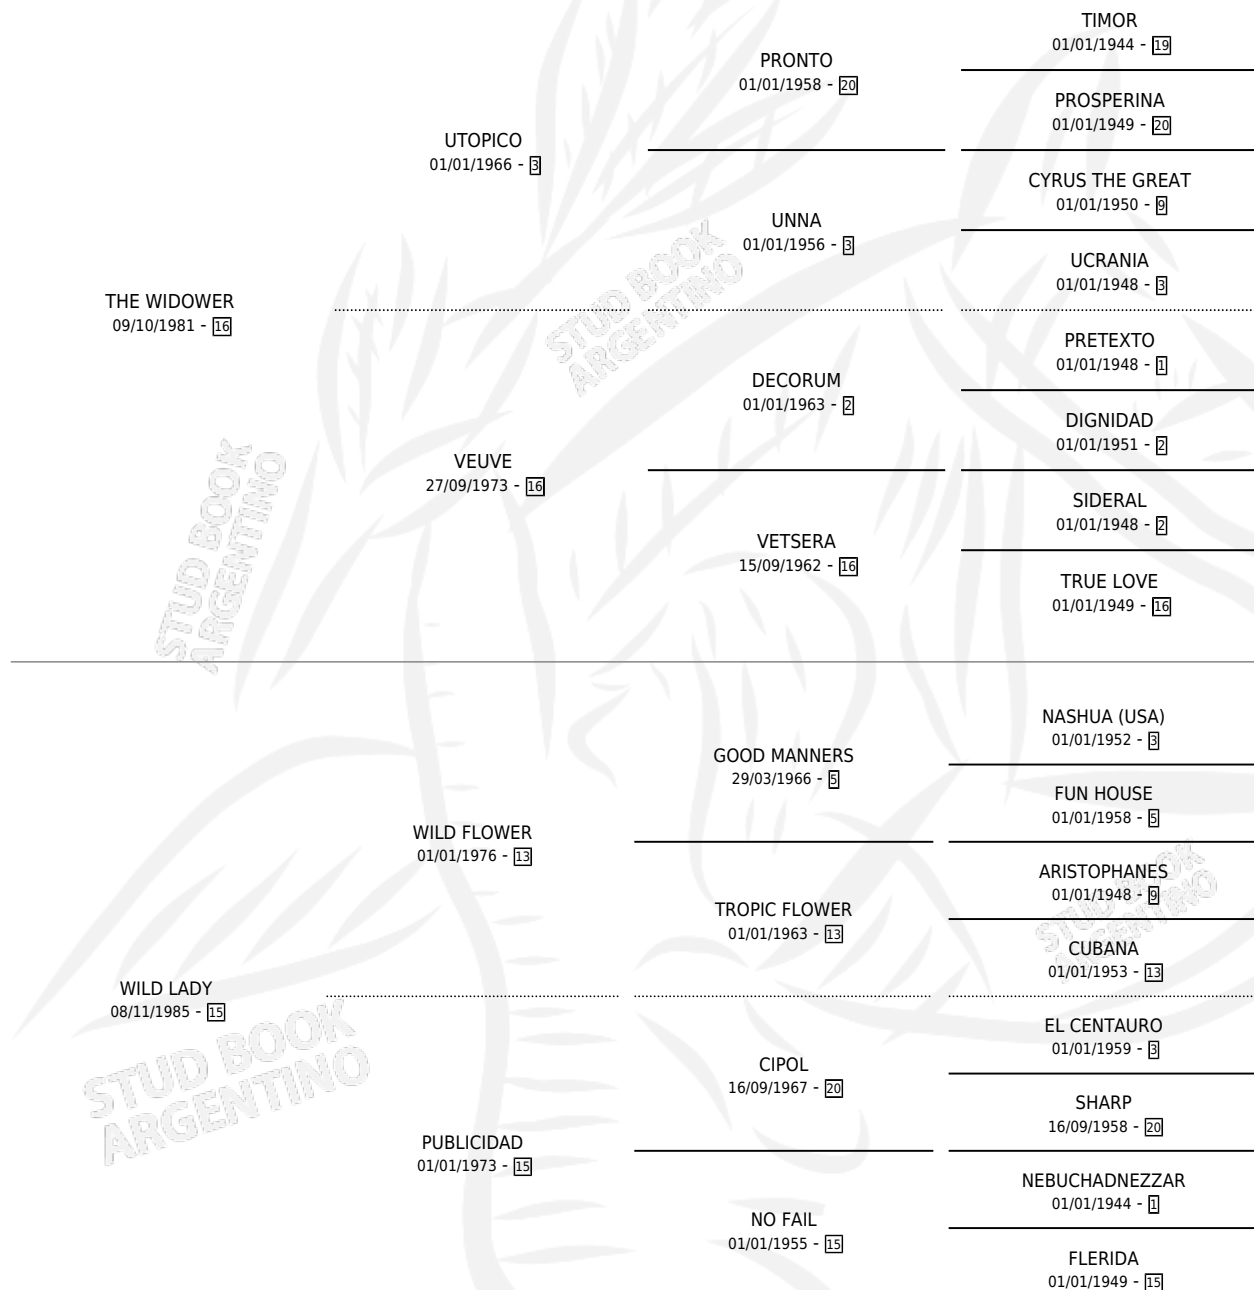 TIMOR
01/01/1944 - 19
PRONTO
01/01/1958 - 20
PROSPERINA
01/01/1949 - 20
UTOPICO
01/01/1966 - 3
CYRUS THE GREAT
01/01/1950 - 9
UNNA
01/01/1956 - 3
UCRANIA
01/01/1948 - 3
THE WIDOWER
09/10/1981 - 16
PRETEXTO
01/01/1948 - 1
DECORUM
01/01/1963 - 2
DIGNIDAD
01/01/1951 - 2
VEUVE
27/09/1973 - 16
SIDERAL
01/01/1948 - 2
VETSERA
15/09/1962 - 16
TRUE LOVE
01/01/1949 - 16
STUD BOOK
ARGENTINO
STUD BOOK
ARGENTINO
NASHUA (USA)
01/01/1952 - 3
GOOD MANNERS
29/03/1966 - 5
FUN HOUSE
01/01/1958 - 5
WILD FLOWER
01/01/1976 - 13
ARISTOPHANES
01/01/1948 - 9
TROPIC FLOWER
01/01/1963 - 13
CUBANA
01/01/1953 - 13
WILD LADY
08/11/1985 - 15
EL CENTAURO
01/01/1959 - 3
CIPOL
16/09/1967 - 20
SHARP
16/09/1958 - 20
PUBLICIDAD
01/01/1973 - 15
NEBUCHADNEZZAR
01/01/1944 - 1
NO FAIL
01/01/1955 - 15
FLERIDA
01/01/1949 - 15
STUD BOOK
ARGENTINO
STUD BOOK
ARGENTINO